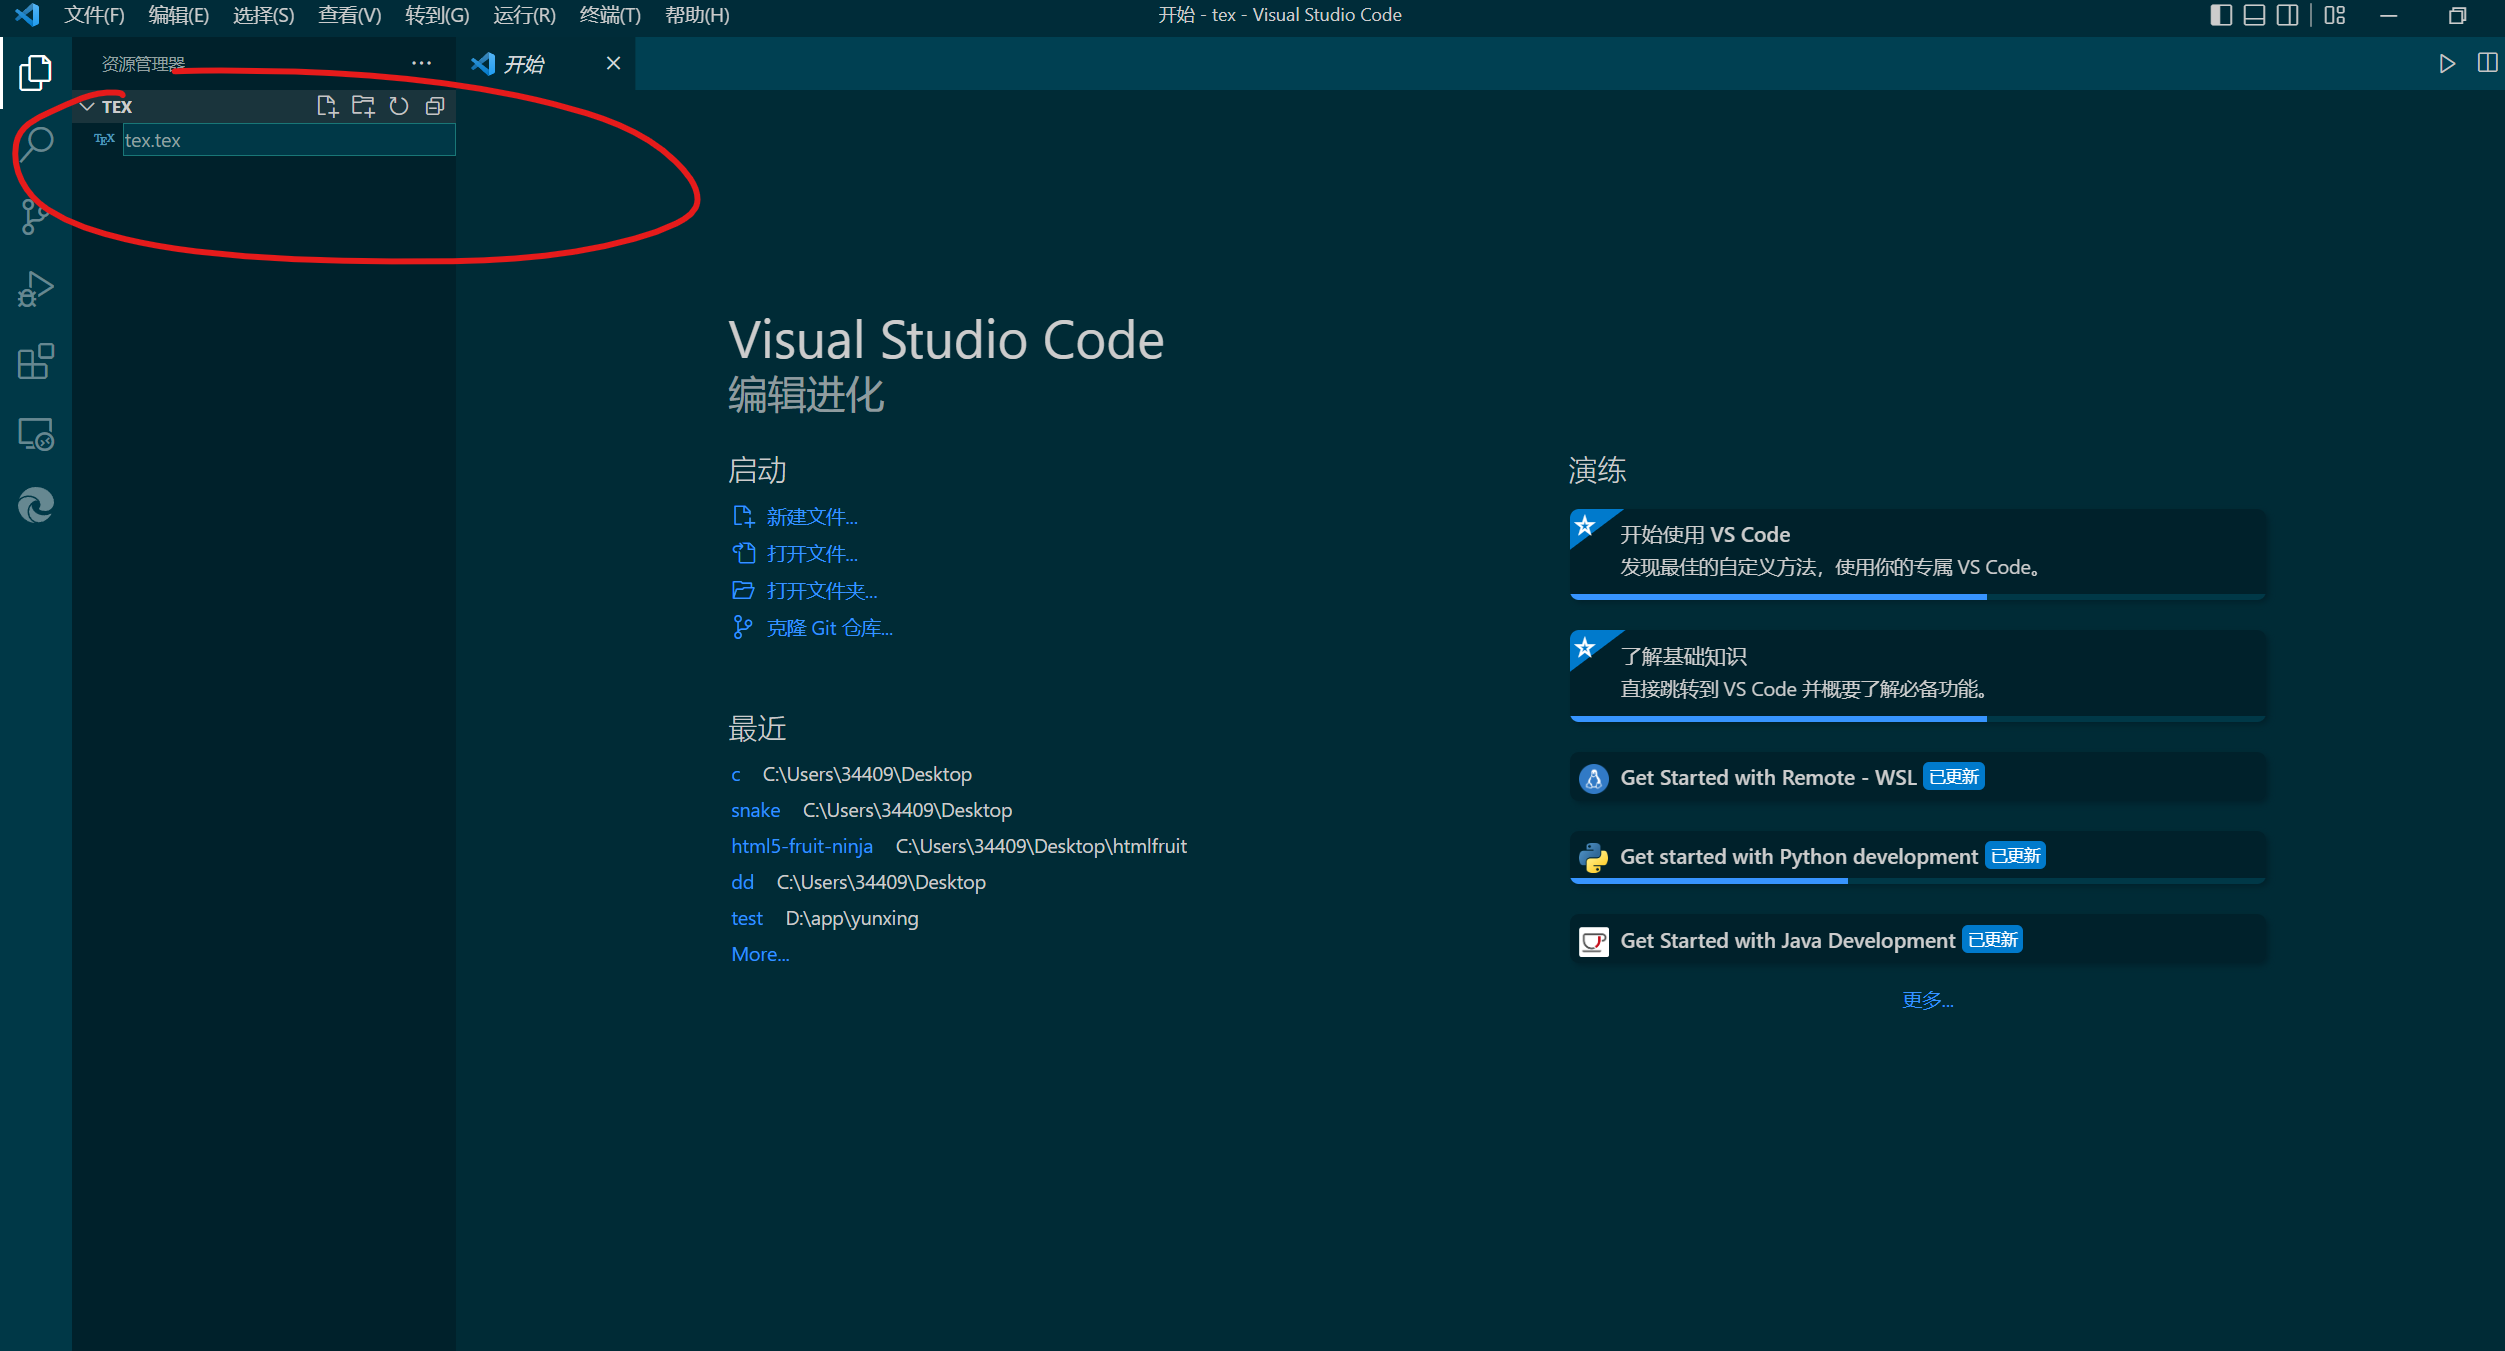 文件(F) 编辑(E) 选择(S) 查看(V) 转到(G) 运行(R) 终端(T) 帮助(H) 开始 - tex - Visual Studio Code
资源管理器 开始
TEX
TEX tex.tex
Visual Studio Code
编辑进化
启动
新建文件...
打开文件...
打开文件夹...
克隆 Git 仓库...
最近
c C:\Users\34409\Desktop
snake C:\Users\34409\Desktop
html5-fruit-ninja C:\Users\34409\Desktop\htmlfruit
dd C:\Users\34409\Desktop
test D:\app\yunxing
More...
演练
开始使用 VS Code
发现最佳的自定义方法，使用你的专属 VS Code。
了解基础知识
直接跳转到 VS Code 并概要了解必备功能。
Get Started with Remote - WSL 已更新
Get started with Python development 已更新
Get Started with Java Development 已更新
更多...